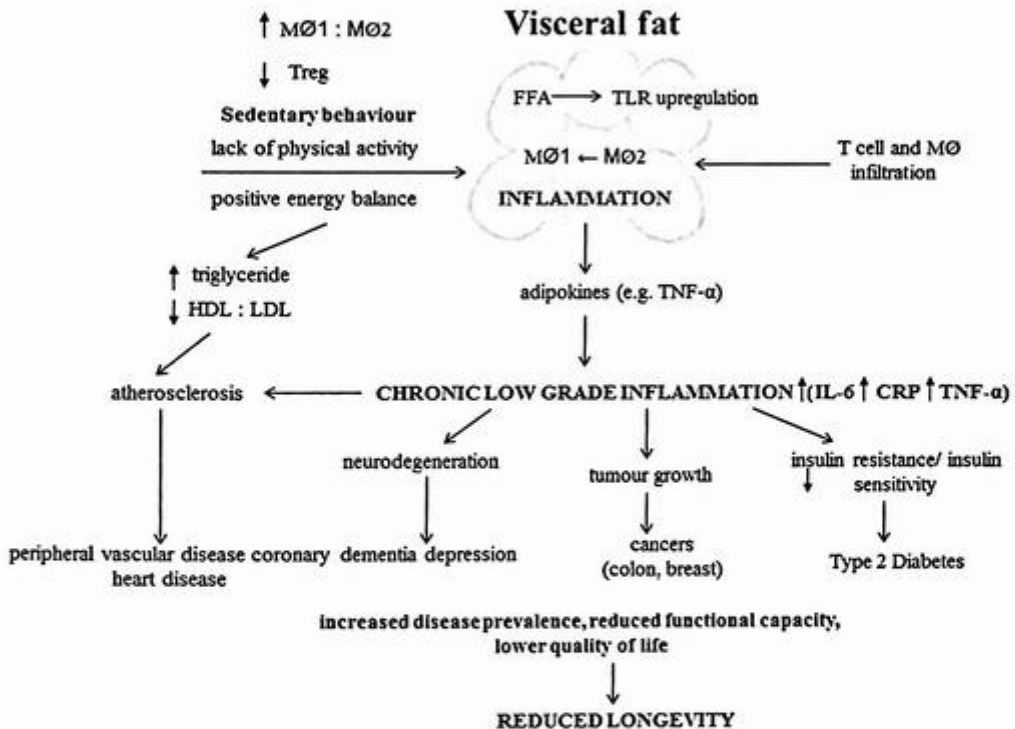 Visceral fat
↑ MØ1 : MØ2
↓ Treg
Sedentary behaviour
lack of physical activity
positive energy balance
FFA → TLR upregulation
MØ1 ← MØ2
INFLAMMATION
T cell and MØ
infiltration
↑ triglyceride
↓ HDL : LDL
adipokines (e.g. TNF-α)
atherosclerosis
CHRONIC LOW GRADE INFLAMMATION ↑(IL-6↑ CRP ↑TNF-α)
neurodegeneration
tumour growth
insulin resistance/ insulin
↓ sensitivity
peripheral vascular disease coronary
heart disease
dementia depression
cancers
(colon, breast)
Type 2 Diabetes
increased disease prevalence, reduced functional capacity,
lower quality of life
REDUCED LONGEVITY